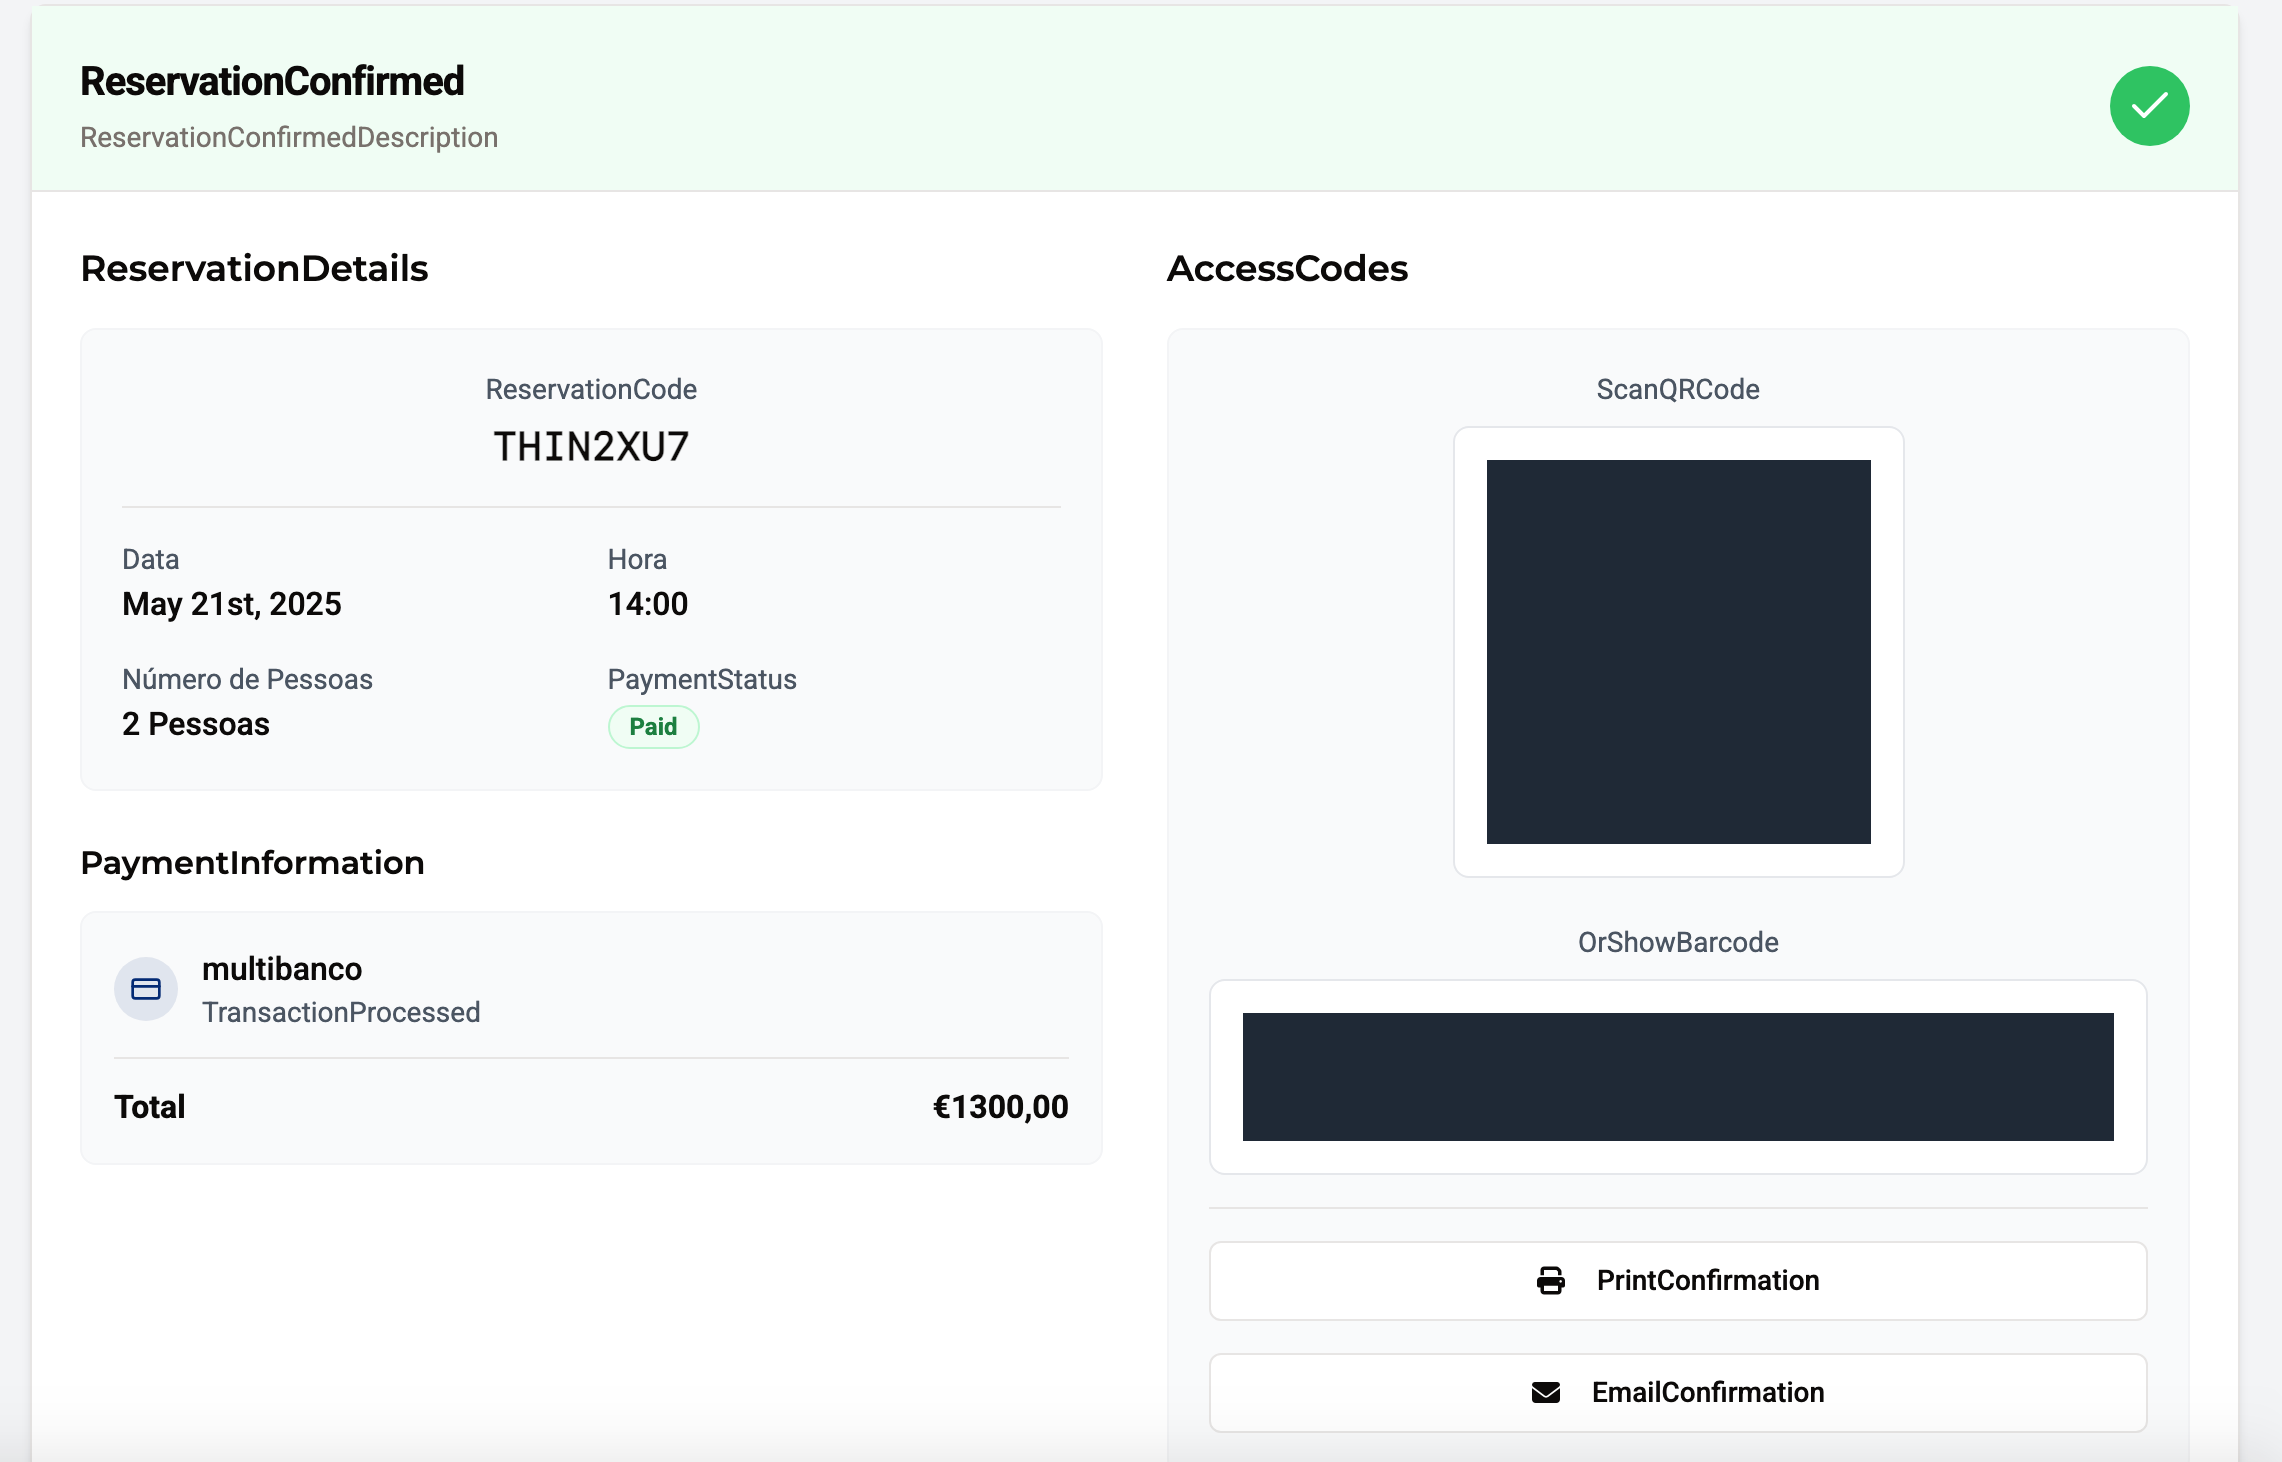 ReservationConfirmed
ReservationConfirmedDescription
ReservationDetails
ReservationCode
THIN2XU7
Data
May 21st, 2025
Hora
14:00
Número de Pessoas
2 Pessoas
PaymentStatus
Paid
PaymentInformation
multibanco
TransactionProcessed
Total
€1300,00
AccessCodes
ScanQRCode
OrShowBarcode
PrintConfirmation
EmailConfirmation